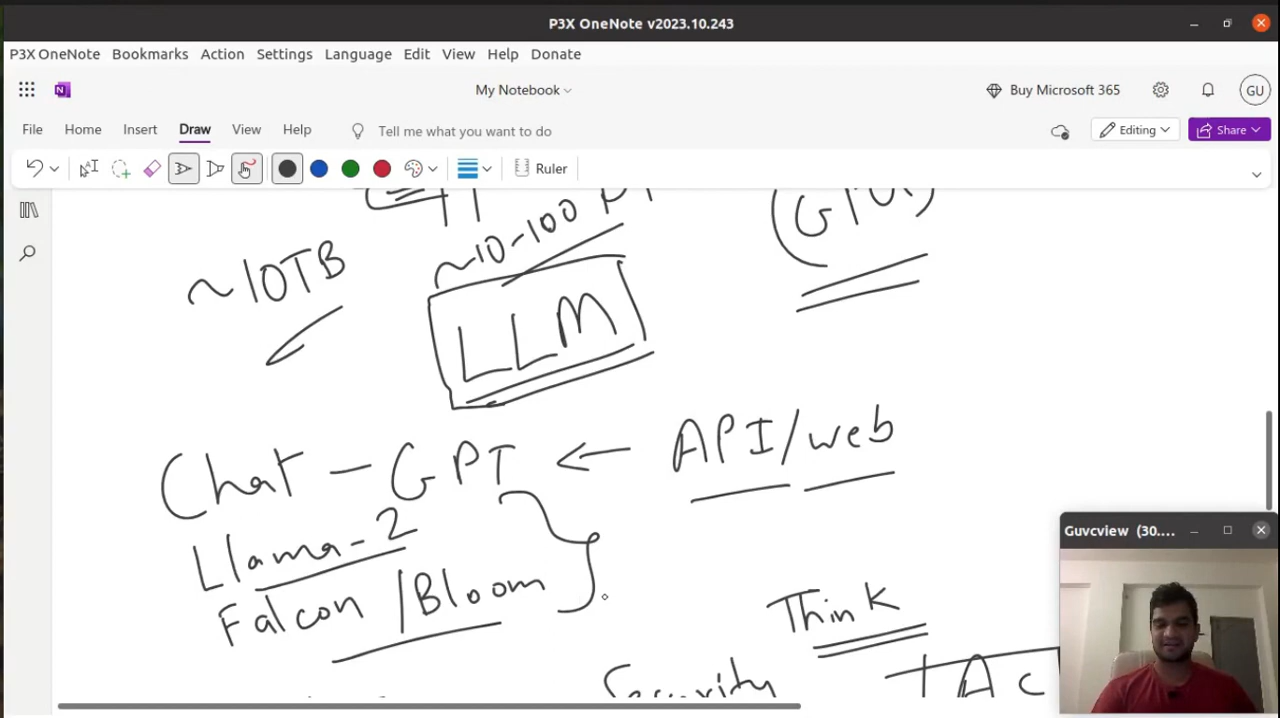 P3X OneNote v2023.10.243
P3X OneNote Bookmarks Action Settings Language Edit View Help Donate
My Notebook Buy Microsoft 365 GU
File Home Insert Draw View Help Tell me what you want to do Editing Share
Ruler
~10-100
~10TB
LLM
Chat - GPT ← API/web
Llama-2
Falcon /Bloom
Think
Security + Ac
Guvcview (30....